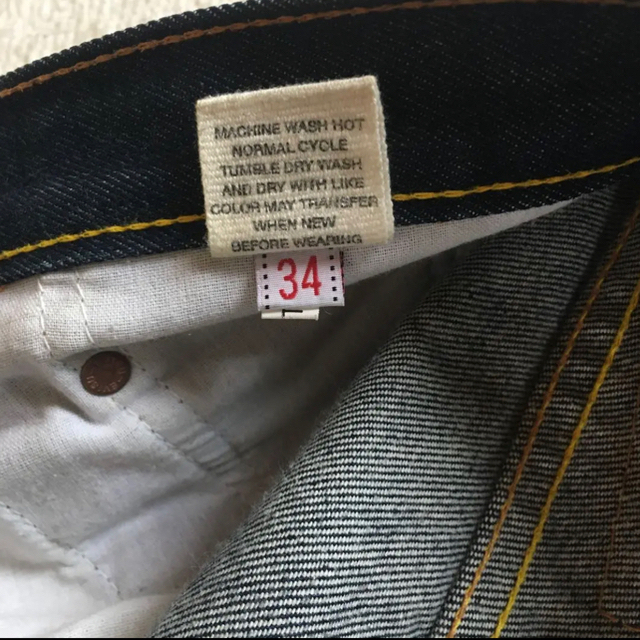 MACHINE WASH HOT
NORMAL CYCLE
TUMBLE DRY WASH
AND DRY WITH LIKE
COLOR MAY TRANSFER
WHEN NEW
BEFORE WEARING
34